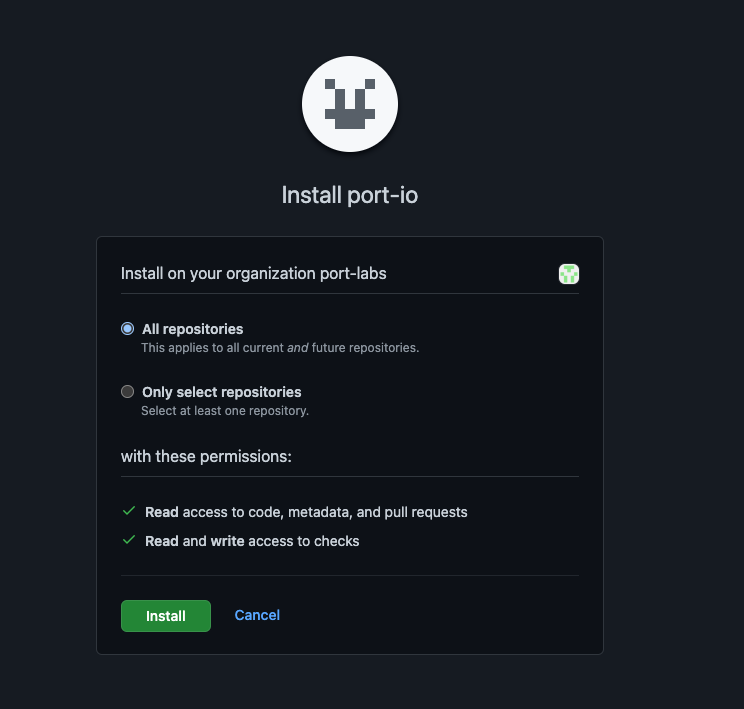 Install port-io
Install on your organization port-labs
All repositories
This applies to all current and future repositories.
Only select repositories
Select at least one repository.
with these permissions:
Read access to code, metadata, and pull requests
Read and write access to checks
Install Cancel